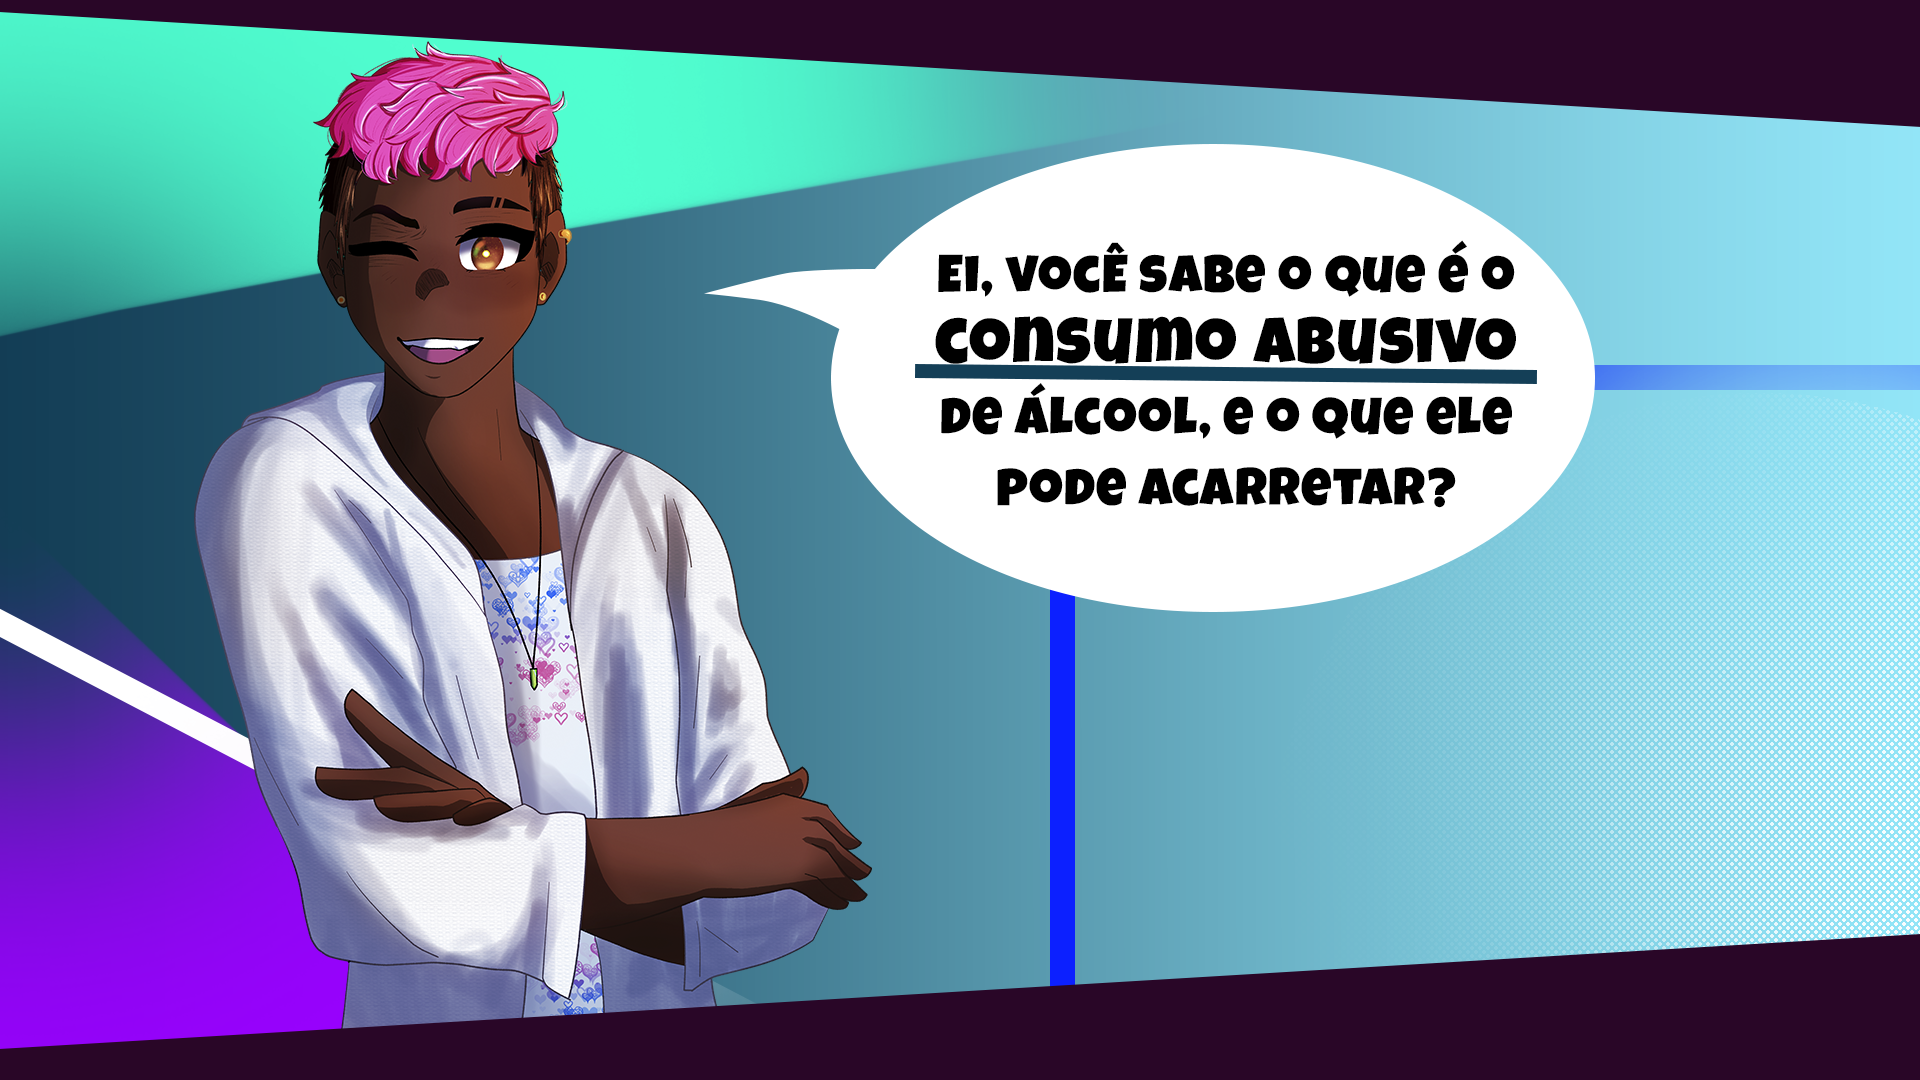 EI, VOCÊ SABE O QUE É O
CONSUMO ABUSIVO
DE ÁLCOOL, E O QUE ELE
PODE ACARRETAR?